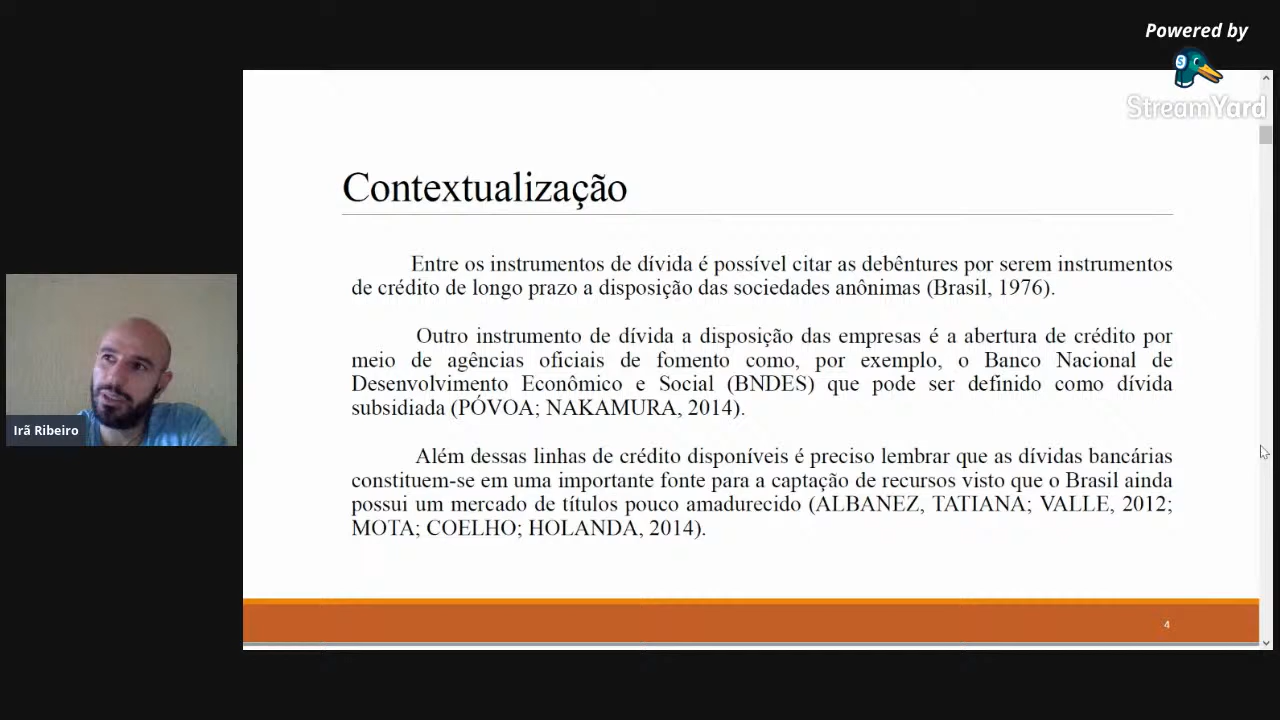 Powered by
StreamYard
Contextualização
Entre os instrumentos de dívida é possível citar as debêntures por serem instrumentos
de crédito de longo prazo a disposição das sociedades anônimas (Brasil, 1976).
Outro instrumento de dívida a disposição das empresas é a abertura de crédito por
meio de agências oficiais de fomento como, por exemplo, o Banco Nacional de
Desenvolvimento Econômico e Social (BNDES) que pode ser definido como dívida
subsidiada (PÓVOA; NAKAMURA, 2014).
Além dessas linhas de crédito disponíveis é preciso lembrar que as dívidas bancárias
constituem-se em uma importante fonte para a captação de recursos visto que o Brasil ainda
possui um mercado de títulos pouco amadurecido (ALBANEZ, TATIANA; VALLE, 2012;
MOTA; COELHO; HOLANDA, 2014).
Irã Ribeiro
4